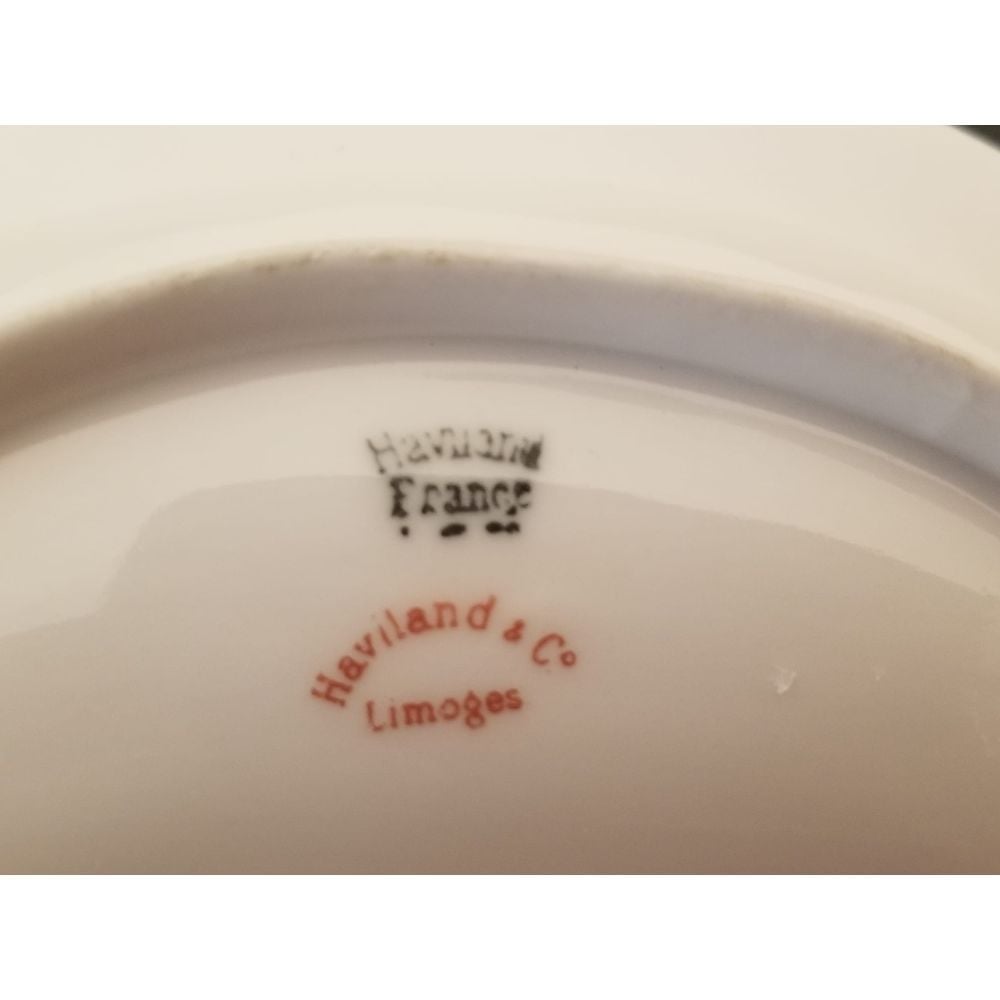 Haviland
France
Haviland & Co
Limoges